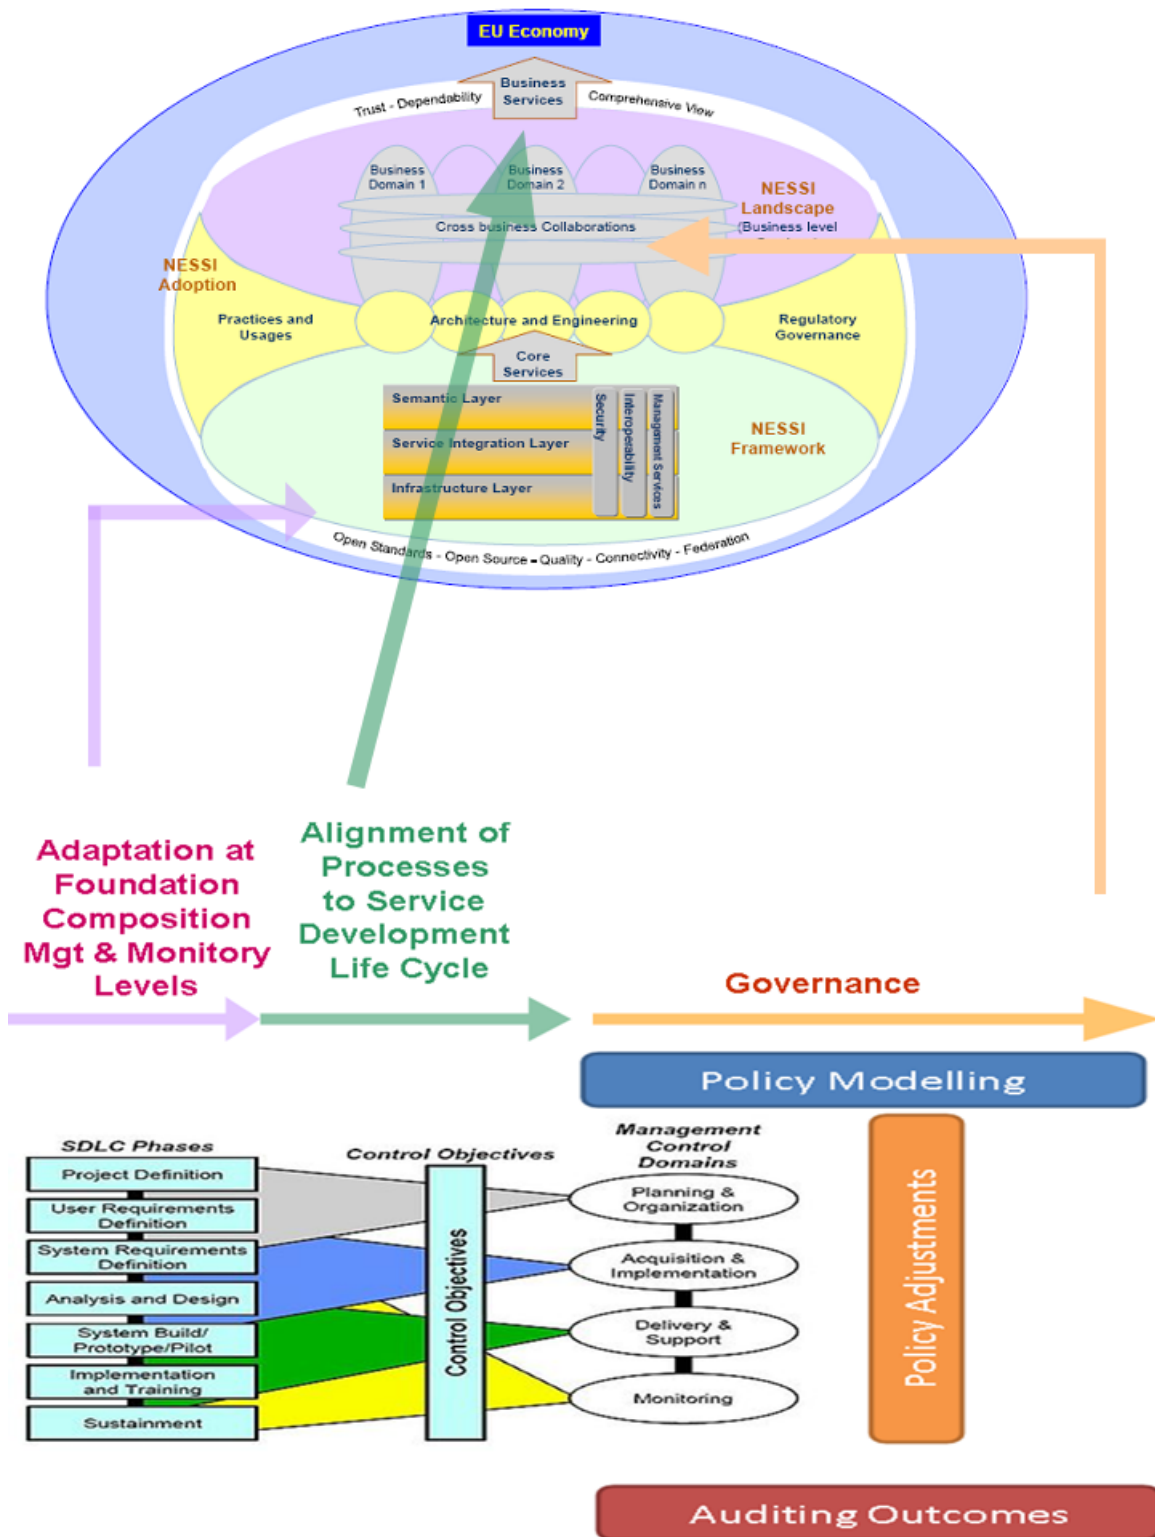 EU Economy
Business
Services
Trust - Dependability
Comprehensive View
Business
Domain 1
Business
Domain 2
Business
Domain n
NESSI
Landscape
(Business level
Cross business Collaborations
NESSI
Adoption
Practices and
Usages
Architecture and Engineering
Regulatory
Governance
Core
Services
Semantic Layer
Service Integration Layer
Infrastructure Layer
Security
Interoperability
Management Services
NESSI
Framework
Open Standards - Open Source - Quality - Connectivity - Federation
Adaptation at
Foundation
Composition
Mgt & Monitory
Levels
Alignment of
Processes
to Service
Development
Life Cycle
Governance
Policy Modelling
SDLC Phases
Project Definition
User Requirements
Definition
System Requirements
Definition
Analysis and Design
System Build/
Prototype/Pilot
Implementation
and Training
Sustainment
Control Objectives
Control Objectives
Management
Control
Domains
Planning &
Organization
Acquisition &
Implementation
Delivery &
Support
Monitoring
Policy Adjustments
Auditing Outcomes